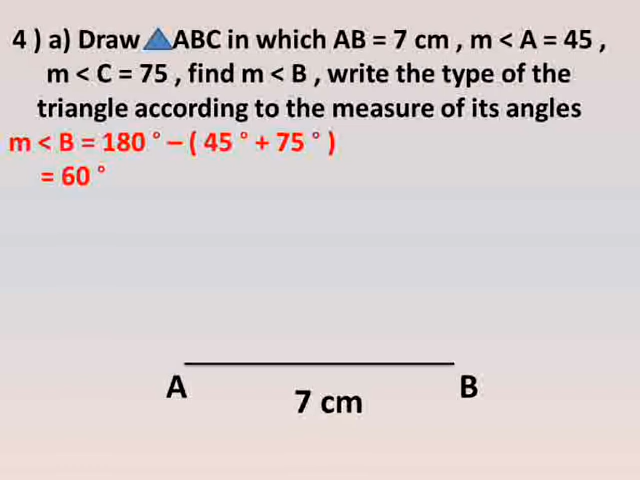 4 ) a) Draw ABC in which AB = 7 cm , m < A = 45 ,
m < C = 75 , find m < B , write the type of the
triangle according to the measure of its angles
m < B = 180 ° – ( 45 ° + 75 ° )
= 60 °
A
B
7 cm